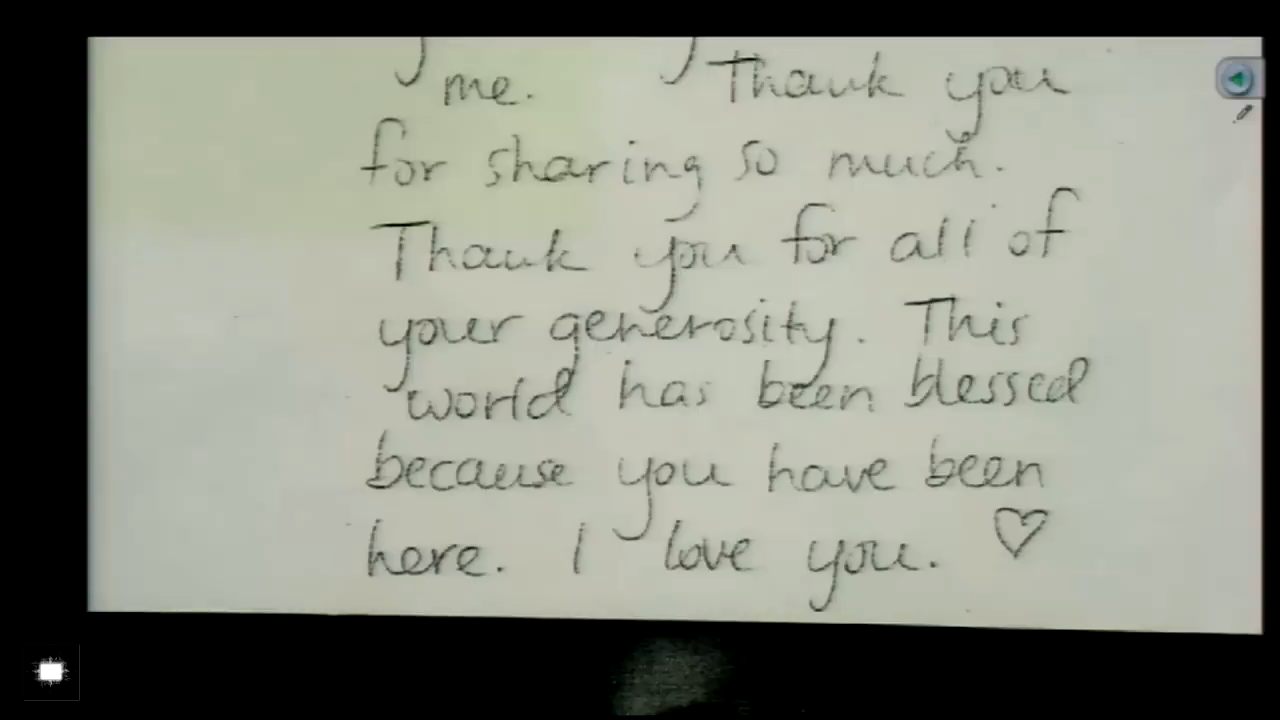 me. Thank you
for sharing so much.
Thank you for all of
your generosity. This
world has been blessed
because you have been
here. I love you. ♡